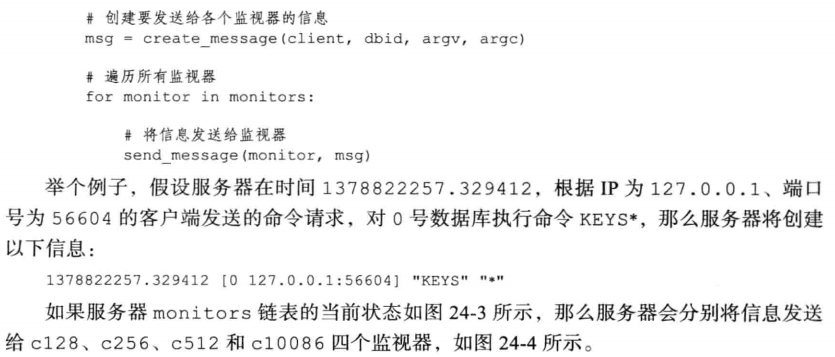 # 创建要发送给各个监视器的信息
msg = create_message(client, dbid, argv, argc)
# 遍历所有监视器
for monitor in monitors:
# 将信息发送给监视器
send_message(monitor, msg)
举个例子，假设服务器在时间 1378822257.329412，根据 IP 为 127.0.0.1、端口
号为 56604 的客户端发送的命令请求，对 0 号数据库执行命令 KEYS*，那么服务器将创建
以下信息：
1378822257.329412 [0 127.0.0.1:56604] "KEYS" "*"
如果服务器 monitors 链表的当前状态如图 24-3 所示，那么服务器会分别将信息发送
给 c128、c256、c512 和 c10086 四个监视器，如图 24-4 所示。